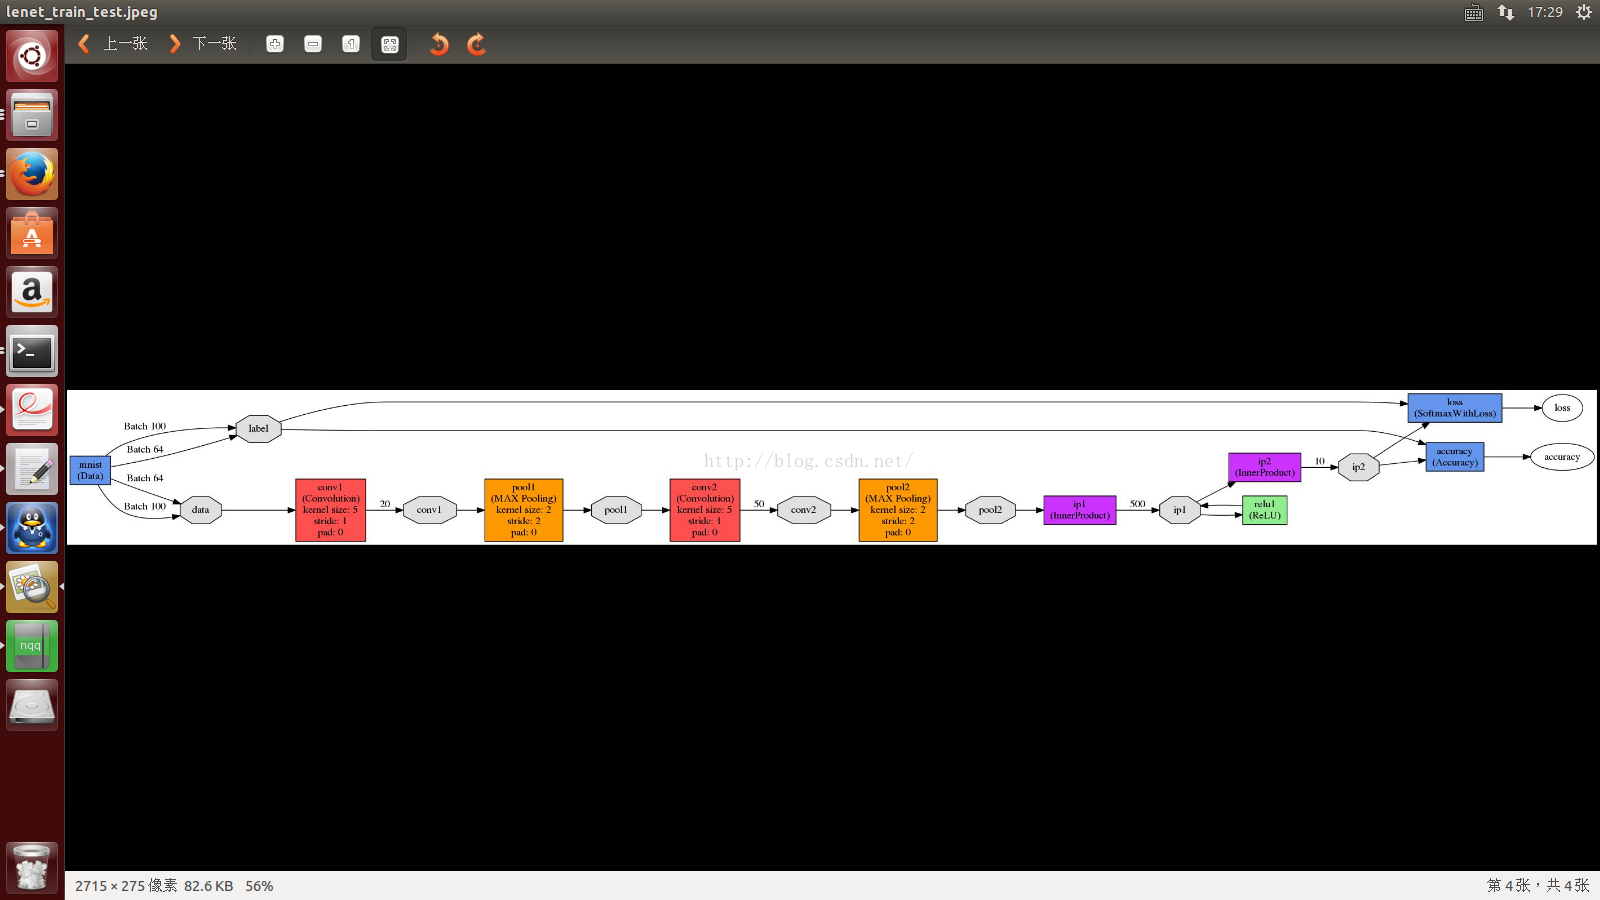 lenet_train_test.jpeg
17:29
上一张
下一张
1
nqq
Batch 100
Batch 64
Batch 64
Batch 100
mnist
(Data)
label
data
conv1
(Convolution)
kernel size: 5
stride: 1
pad: 0
20
conv1
pool1
(MAX Pooling)
kernel size: 2
stride: 2
pad: 0
pool1
conv2
(Convolution)
kernel size: 5
stride: 1
pad: 0
50
conv2
pool2
(MAX Pooling)
kernel size: 2
stride: 2
pad: 0
pool2
ip1
(InnerProduct)
500
ip1
relu1
(ReLU)
ip2
(InnerProduct)
10
ip2
loss
(SoftmaxWithLoss)
loss
accuracy
(Accuracy)
accuracy
http://blog.csdn.net/
2715 × 275 像素 82.6 KB 56%
第 4 张，共 4 张